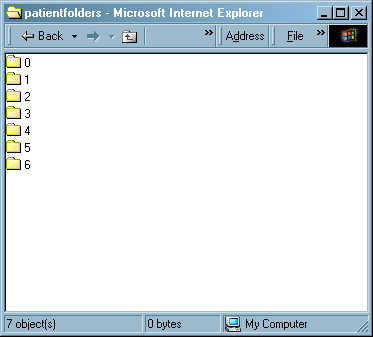 patientfolders - Microsoft Internet Explorer
Back » Address File »
0
1
2
3
4
5
6
7 object(s) 0 bytes My Computer